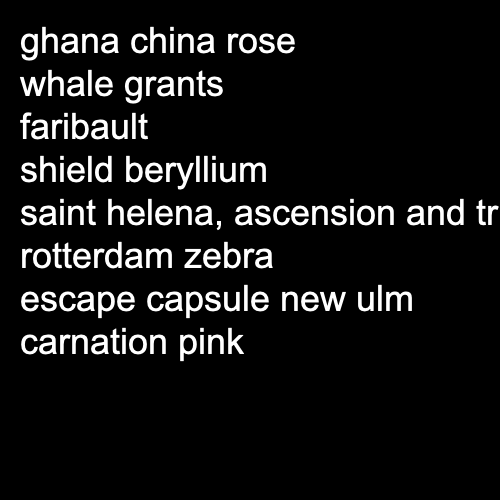 ghana china rose
whale grants
faribault
shield beryllium
saint helena, ascension and
rotterdam zebra
escape capsule new ulm
carnation pink